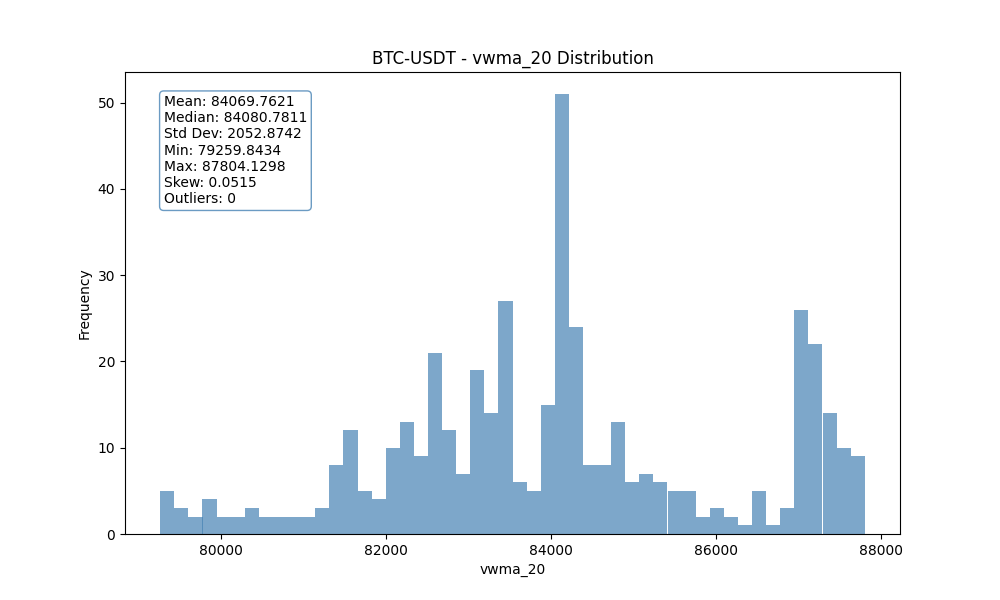 BTC-USDT - vwma_20 Distribution
Mean: 84069.7621
Median: 84080.7811
Std Dev: 2052.8742
Min: 79259.8434
Max: 87804.1298
Skew: 0.0515
Outliers: 0
Frequency
50
40
30
20
10
0
80000 82000 84000 86000 88000
vwma_20